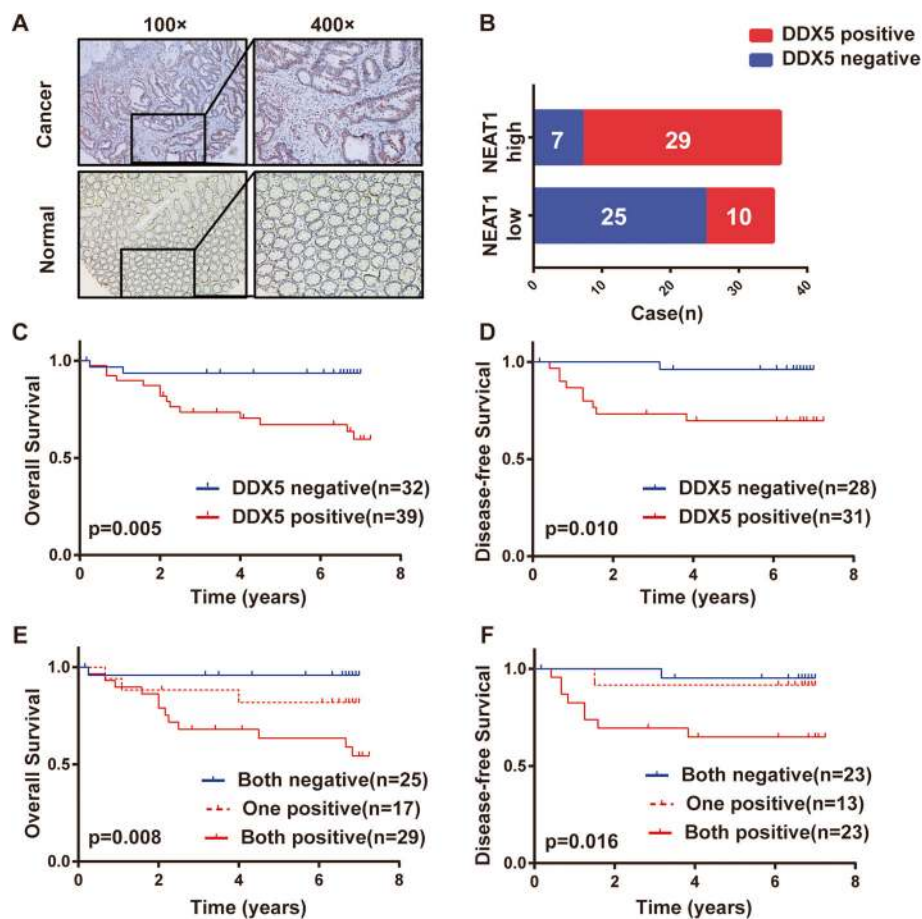 A
100×
400×
Cancer
Normal
B
DDX5 positive
DDX5 negative
NEAT1 high
7
29
NEAT1 low
25
10
0
10
20
30
40
Case(n)
C
Overall Survival
1.0
0.5
0.0
DDX5 negative(n=32)
DDX5 positive(n=39)
p=0.005
0
2
4
6
8
Time (years)
D
Disease-free Survical
1.0
0.5
0.0
DDX5 negative(n=28)
DDX5 positive(n=31)
p=0.010
0
2
4
6
8
Time (years)
E
Overall Survival
1.0
0.5
0.0
Both negative(n=25)
One positive(n=17)
Both positive(n=29)
p=0.008
0
2
4
6
8
Time (years)
F
Disease-free Survical
1.0
0.5
0.0
Both negative(n=23)
One positive(n=13)
Both positive(n=23)
p=0.016
0
2
4
6
8
Time (years)